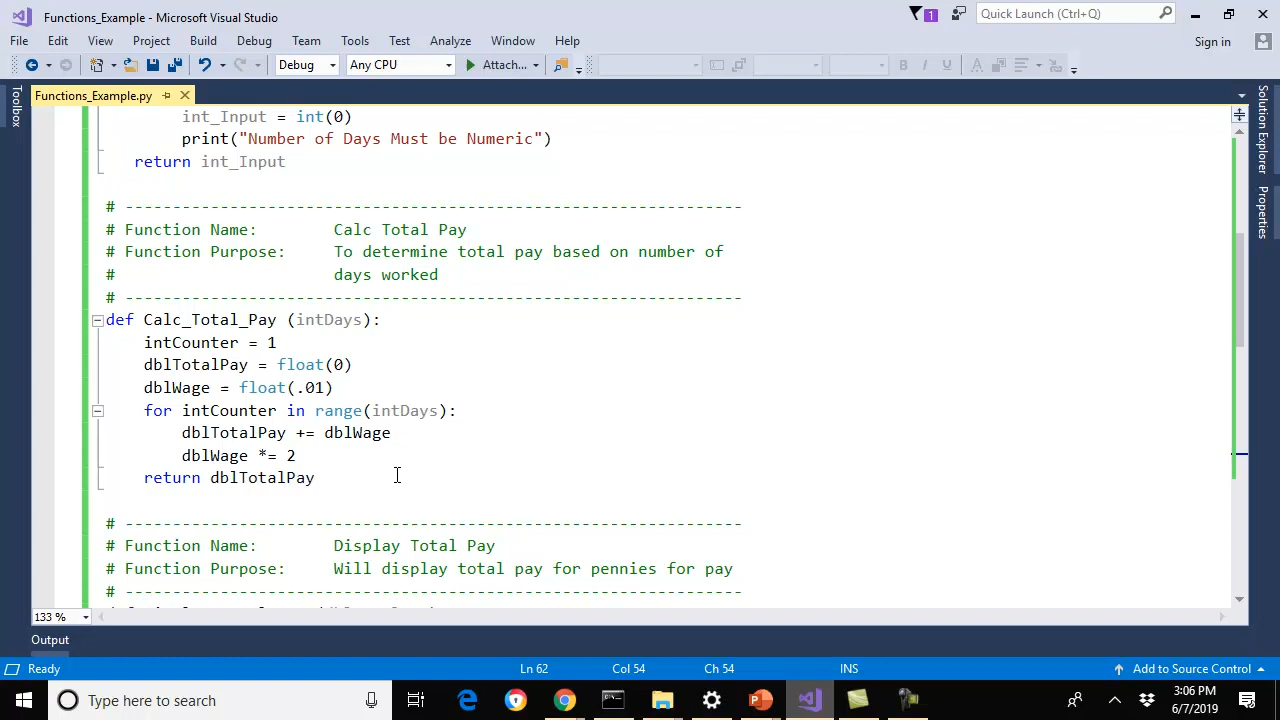 Functions_Example - Microsoft Visual Studio
1
Quick Launch (Ctrl+Q)
File Edit View Project Build Debug Team Tools Test Analyze Window Help
Sign in
Debug Any CPU Attach... B I U A
Toolbox
Functions_Example.py
Solution Explorer
Properties
int_Input = int(0)
print("Number of Days Must be Numeric")
return int_Input
# -----------------------------------------------------------------
# Function Name: Calc Total Pay
# Function Purpose: To determine total pay based on number of
# days worked
# -----------------------------------------------------------------
def Calc_Total_Pay (intDays):
intCounter = 1
dblTotalPay = float(0)
dblWage = float(.01)
for intCounter in range(intDays):
dblTotalPay += dblWage
dblWage *= 2
return dblTotalPay
# -----------------------------------------------------------------
# Function Name: Display Total Pay
# Function Purpose: Will display total pay for pennies for pay
# -----------------------------------------------------------------
133 %
Output
Ready Ln 62 Col 54 Ch 54 INS Add to Source Control
Type here to search
3:06 PM
6/7/2019